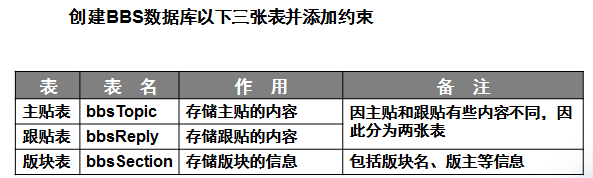 创建BBS数据库以下三张表并添加约束
表 表 名 作 用 备 注
主贴表 bbsTopic 存储主贴的内容 因主贴和跟贴有些内容不同，因
此分为两张表
跟贴表 bbsReply 存储跟贴的内容
版块表 bbsSection 存储版块的信息 包括版块名、版主等信息